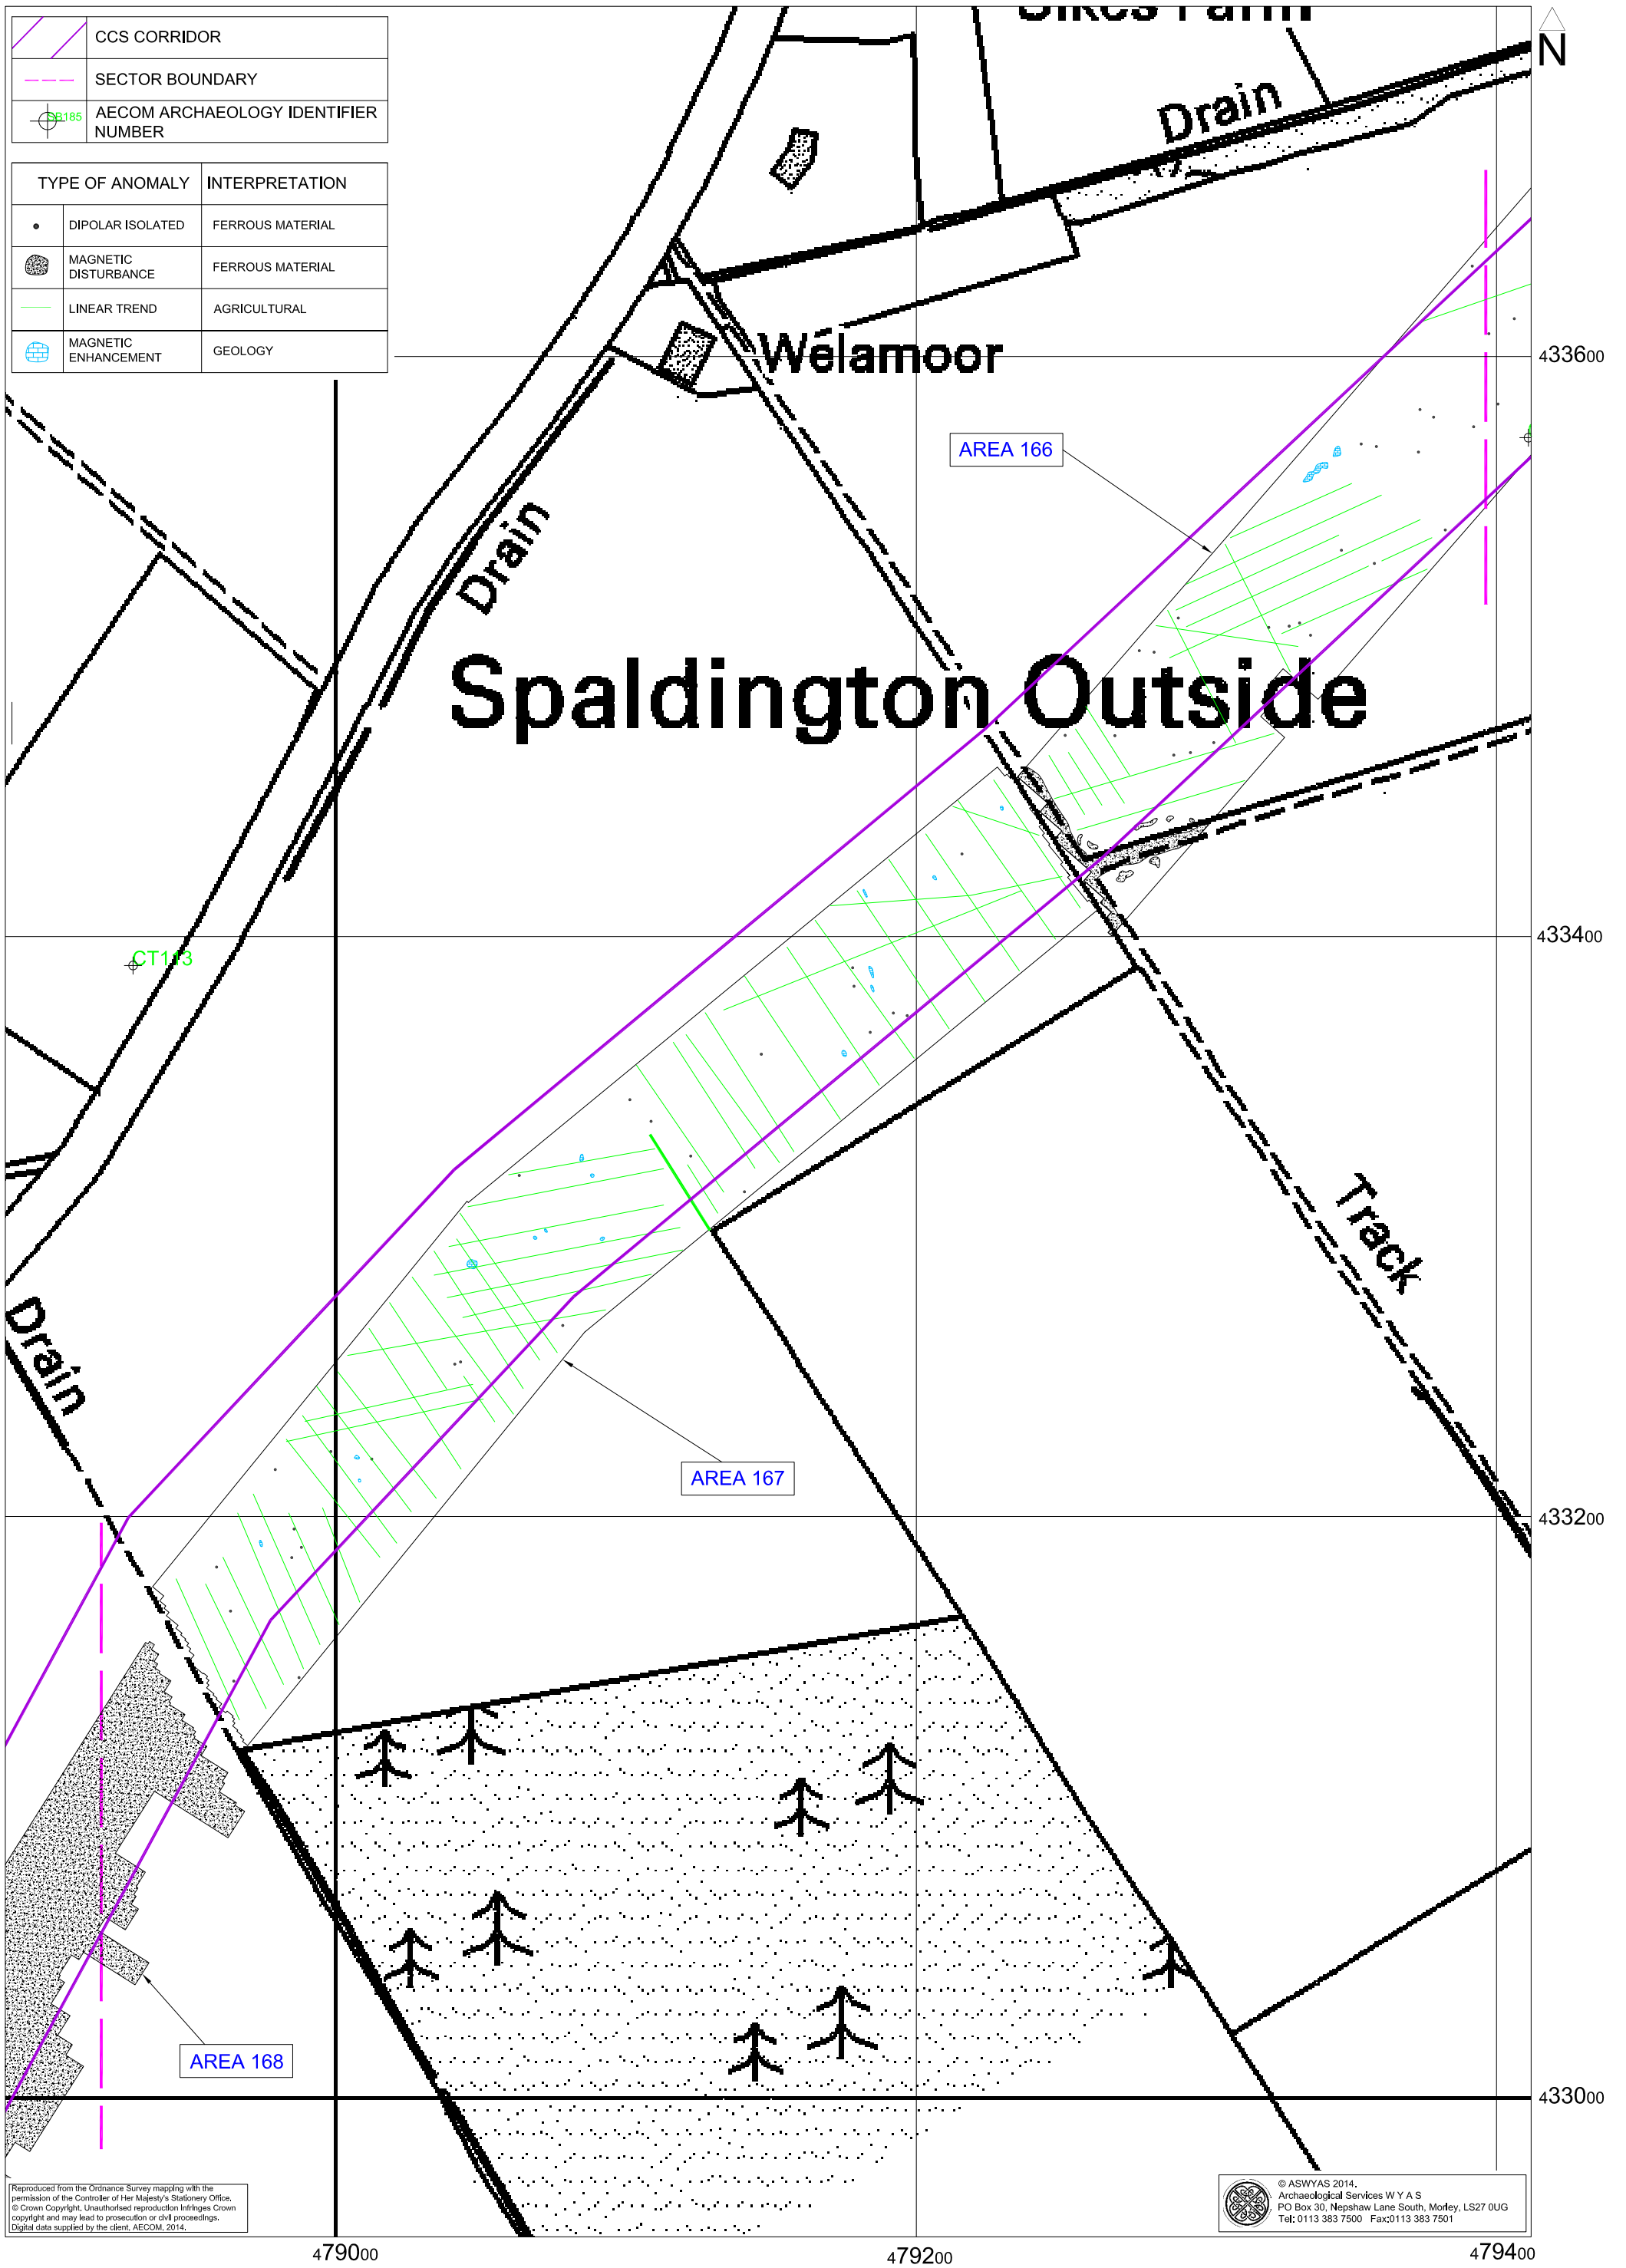 CCS CORRIDOR
SECTOR BOUNDARY
SB185
AECOM ARCHAEOLOGY IDENTIFIER
NUMBER
TYPE OF ANOMALY INTERPRETATION
DIPOLAR ISOLATED FERROUS MATERIAL
MAGNETIC
DISTURBANCE
FERROUS MATERIAL
LINEAR TREND AGRICULTURAL
MAGNETIC
ENHANCEMENT
GEOLOGY
N
Drain
Welamoor
433600
AREA 166
Drain
Spaldington Outside
433400
CT113
Track
Drain
AREA 167
433200
AREA 168
433000
Reproduced from the Ordnance Survey mapping with the
permission of the Controller of Her Majesty's Stationery Office.
© Crown Copyright, Unauthorised reproduction infringes Crown
copyright and may lead to prosecution or civil proceedings.
Digital data supplied by the client, AECOM, 2014.
© ASWYAS 2014.
Archaeological Services W Y A S
PO Box 30, Nepshaw Lane South, Morley, LS27 0UG
Tel: 0113 383 7500 Fax:0113 383 7501
479000
479200
479400